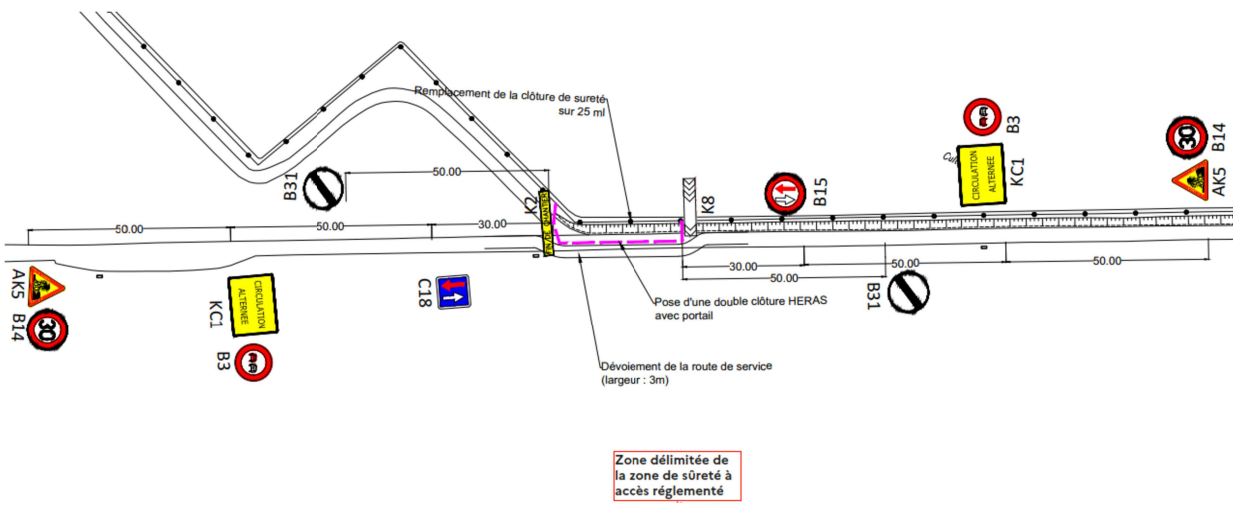 Remplacement de la clôture de sureté
sur 25 ml
B3
CIRCULATION
ALTERNEE
KC1
30
B14
AK5
B31
50.00
K2
K8
B15
50.00
50.00
30.00
30.00
50.00
50.00
50.00
AK5
30
B14
CIRCULATION
ALTERNEE
KC1
B3
C18
B31
Pose d'une double clôture HERAS
avec portail
Dévoiement de la route de service
(largeur : 3m)
Zone délimitée de
la zone de sûreté à
accès réglementé